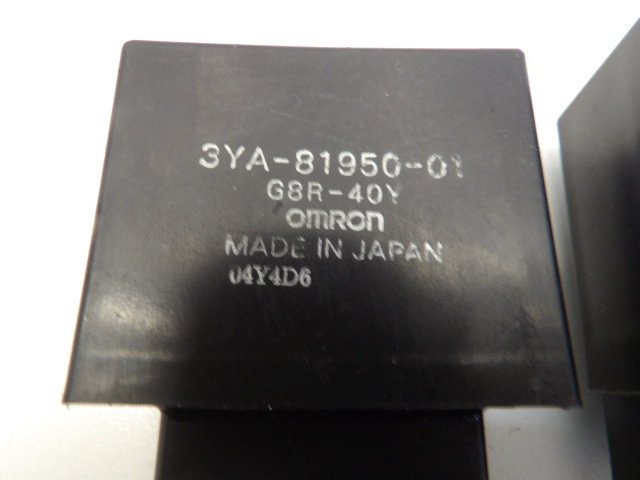 3YA-81950-01
G8R-40Y
OMRON
MADE IN JAPAN
04Y4D6